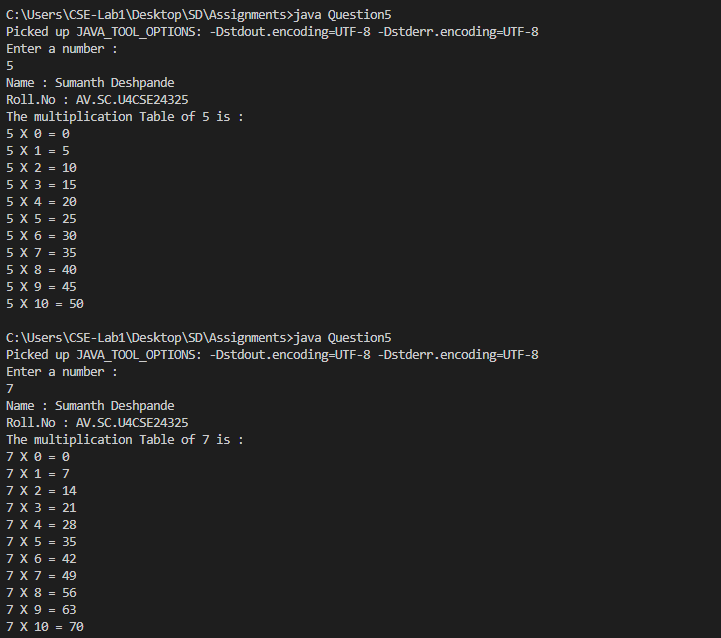 C:\Users\CSE-Lab1\Desktop\SD\Assignments>java Question5
Picked up JAVA_TOOL_OPTIONS: -Dstdout.encoding=UTF-8 -Dstderr.encoding=UTF-8
Enter a number :
5
Name : Sumanth Deshpande
Roll.No : AV.SC.U4CSE24325
The multiplication Table of 5 is :
5 X 0 = 0
5 X 1 = 5
5 X 2 = 10
5 X 3 = 15
5 X 4 = 20
5 X 5 = 25
5 X 6 = 30
5 X 7 = 35
5 X 8 = 40
5 X 9 = 45
5 X 10 = 50
C:\Users\CSE-Lab1\Desktop\SD\Assignments>java Question5
Picked up JAVA_TOOL_OPTIONS: -Dstdout.encoding=UTF-8 -Dstderr.encoding=UTF-8
Enter a number :
7
Name : Sumanth Deshpande
Roll.No : AV.SC.U4CSE24325
The multiplication Table of 7 is :
7 X 0 = 0
7 X 1 = 7
7 X 2 = 14
7 X 3 = 21
7 X 4 = 28
7 X 5 = 35
7 X 6 = 42
7 X 7 = 49
7 X 8 = 56
7 X 9 = 63
7 X 10 = 70